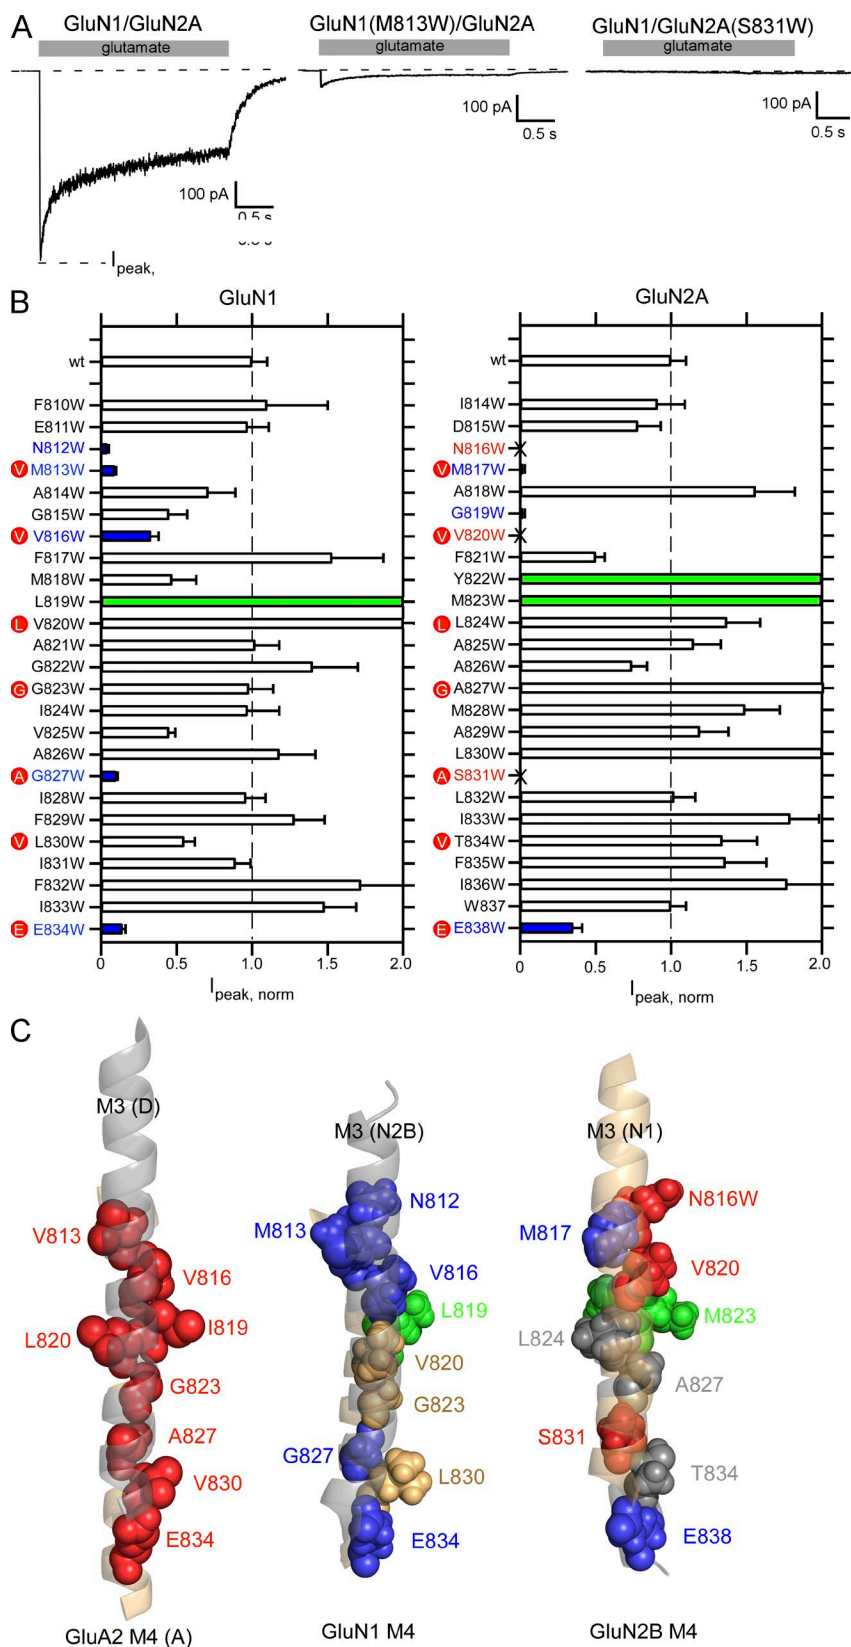 A
GluN1/GluN2A
GluN1(M813W)/GluN2A
GluN1/GluN2A(S831W)
glutamate
glutamate
glutamate
100 pA
0.5 s
100 pA
0.5 s
100 pA
0.5 s
Ipeak,
B
GluN1
wt
F810W
E811W
N812W
V M813W
A814W
G815W
V V816W
F817W
M818W
L819W
L V820W
A821W
G822W
G G823W
I824W
V825W
A826W
A G827W
I828W
F829W
V L830W
I831W
F832W
I833W
E E834W
0 0.5 1.0 1.5 2.0
Ipeak, norm
GluN2A
wt
I814W
D815W
N816W
V M817W
A818W
G819W
V V820W
F821W
Y822W
M823W
L L824W
A825W
A826W
G A827W
M828W
A829W
L830W
A S831W
L832W
I833W
V T834W
F835W
I836W
W837
E E838W
0 0.5 1.0 1.5 2.0
Ipeak, norm
C
M3 (D)
V813
V816
I819
L820
G823
A827
V830
E834
GluA2 M4 (A)
M3 (N2B)
N812
M813
V816
L819
V820
G823
G827
L830
E834
GluN1 M4
M3 (N1)
N816W
M817
V820
M823
L824
A827
S831
T834
E838
GluN2B M4